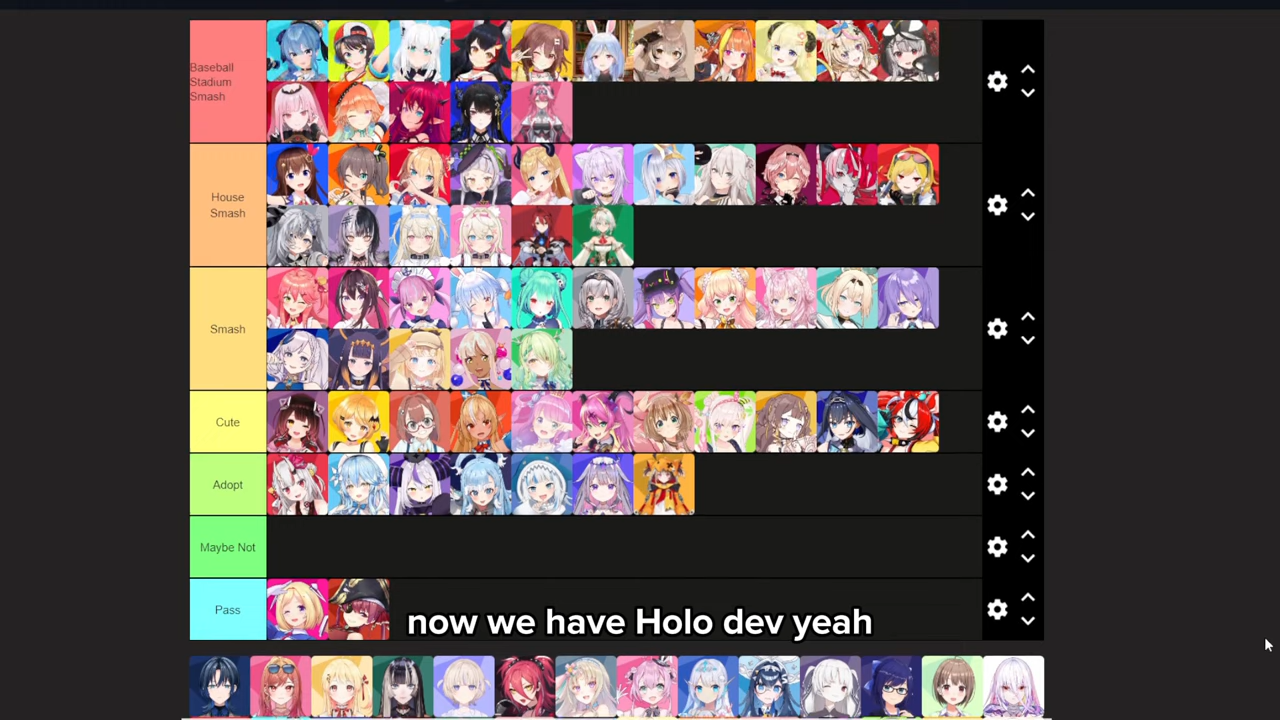 Baseball
Stadium
Smash
House
Smash
Smash
Cute
Adopt
Maybe Not
Pass
now we have Holo dev yeah